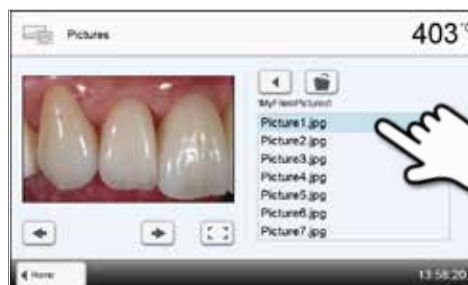 Pictures
403 °C
\MyFiles\Pictures\
Picture1.jpg
Picture2.jpg
Picture3.jpg
Picture4.jpg
Picture5.jpg
Picture6.jpg
Picture7.jpg
Home
13:58:20